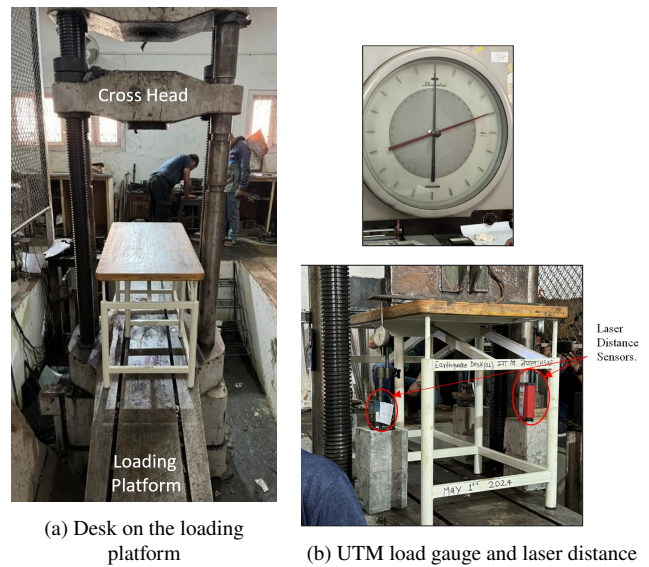 Cross Head
Loading
Platform
(a) Desk on the loading
platform
Laser
Distance
Sensors.
Earthquake Desk(02)
May 1st 2024
(b) UTM load gauge and laser distance